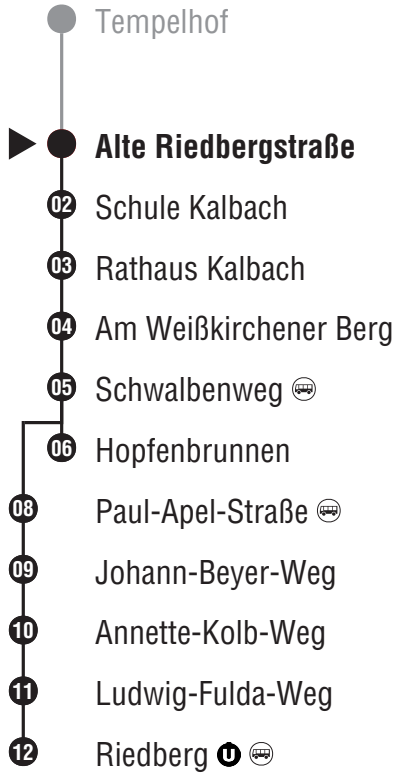 Tempelhof
Alte Riedbergstraße
02 Schule Kalbach
03 Rathaus Kalbach
04 Am Weißkirchener Berg
05 Schwalbenweg
06 Hopfenbrunnen
08 Paul-Apel-Straße
09 Johann-Beyer-Weg
10 Annette-Kolb-Weg
11 Ludwig-Fulda-Weg
12 Riedberg U